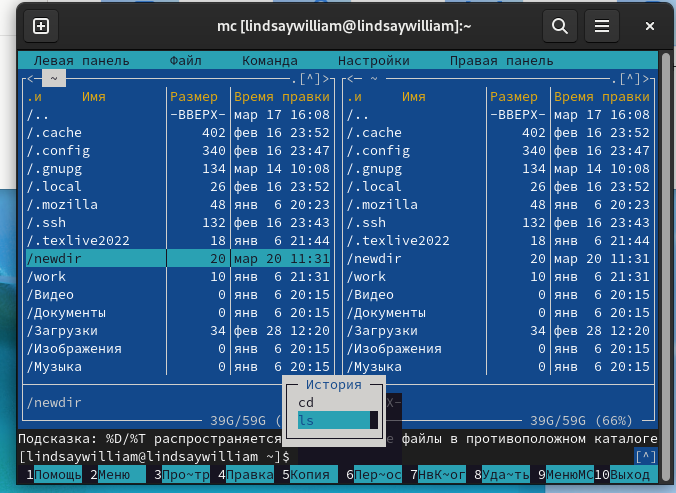 mc [lindsaywilliam@lindsaywilliam]:~
Левая панель Файл Команда Настройки Правая панель
<─ ~ .[^]> <─ ~ .[^]>
.и Имя Размер Время правки .и Имя Размер Время правки
/.. -ВВЕРХ- мар 17 16:08 /.. -ВВЕРХ- мар 17 16:08
/.cache 402 фев 16 23:52 /.cache 402 фев 16 23:52
/.config 340 фев 16 23:47 /.config 340 фев 16 23:47
/.gnupg 134 мар 14 10:08 /.gnupg 134 мар 14 10:08
/.local 26 фев 16 23:52 /.local 26 фев 16 23:52
/.mozilla 48 янв 6 20:23 /.mozilla 48 янв 6 20:23
/.ssh 132 фев 16 23:43 /.ssh 132 фев 16 23:43
/.texlive2022 18 янв 6 21:44 /.texlive2022 18 янв 6 21:44
/newdir 20 мар 20 11:31 /newdir 20 мар 20 11:31
/work 10 янв 6 21:31 /work 10 янв 6 21:31
/Видео 0 янв 6 20:15 /Видео 0 янв 6 20:15
/Документы 0 янв 6 20:15 /Документы 0 янв 6 20:15
/Загрузки 34 фев 28 12:20 /Загрузки 34 фев 28 12:20
/Изображения 0 янв 6 20:15 /Изображения 0 янв 6 20:15
/Музыка 0 янв 6 20:15 /Музыка 0 янв 6 20:15
История
cd
ls
/newdir Х-
39G/59G ( 39G/59G (66%)
Подсказка: %D/%T распространяется е файлы в противоположном каталоге
[lindsaywilliam@lindsaywilliam ~]$ [^]
1Помощь 2Меню 3Про~тр 4Правка 5Копия 6Пер~ос 7НвК~ог 8Уда~ть 9МенюМС 10Выход